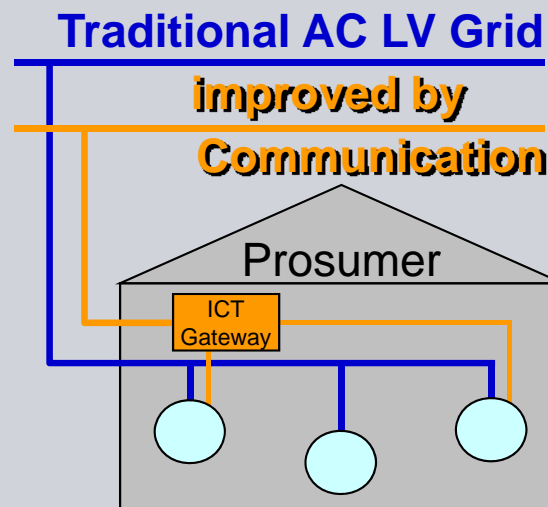 Traditional AC LV Grid
improved by
Communication
Prosumer
ICT
Gateway